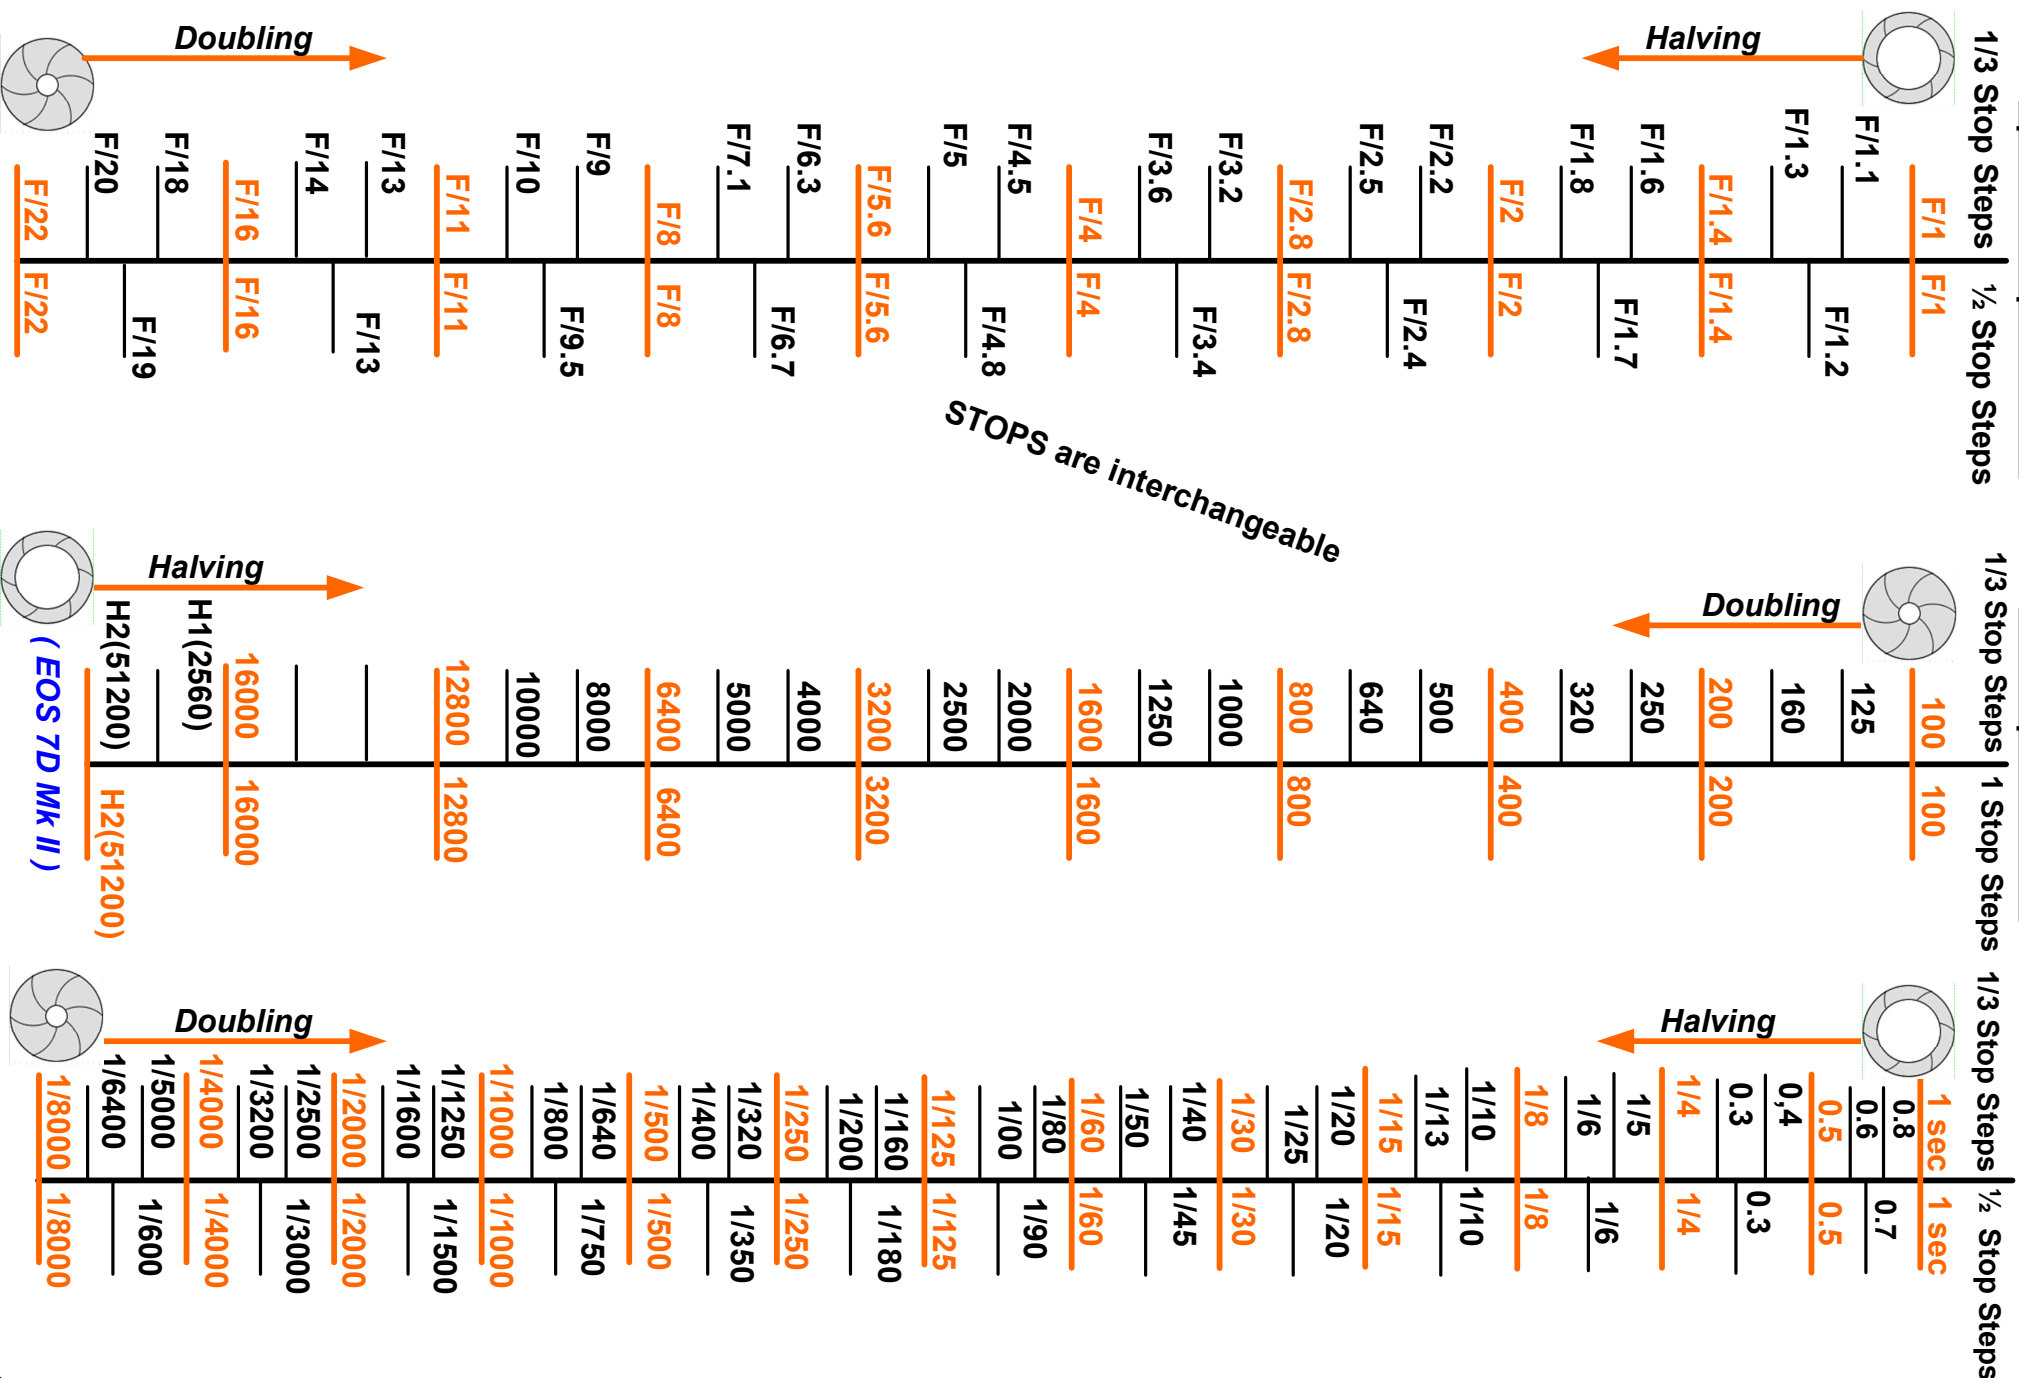 Doubling
Halving
1/3 Stop Steps
½ Stop Steps
F/1
F/1
F/1.1
F/1.2
F/1.3
F/1.4
F/1.4
F/1.6
F/1.7
F/1.8
F/2
F/2
F/2.2
F/2.4
F/2.5
F/2.8
F/2.8
F/3.2
F/3.4
F/3.6
F/4
F/4
F/4.5
F/4.8
F/5
F/5.6
F/5.6
F/6.3
F/6.7
F/7.1
F/8
F/8
F/9
F/9.5
F/10
F/11
F/11
F/13
F/13
F/14
F/16
F/16
F/18
F/19
F/20
F/22
F/22
STOPS are interchangeable
Halving
Doubling
1/3 Stop Steps
1 Stop Steps
100
100
125
160
200
200
250
320
400
400
500
640
800
800
1000
1250
1600
1600
2000
2500
3200
3200
4000
5000
6400
6400
8000
10000
12800
12800
16000
16000
H1(2560)
H2(51200)
H2(51200)
( EOS 7D Mk II )
Doubling
Halving
1/3 Stop Steps
½ Stop Steps
1 sec
1 sec
0.8
0.7
0.6
0.5
0.5
0,4
0.3
0.3
1/4
1/4
1/5
1/6
1/6
1/8
1/8
1/10
1/10
1/13
1/15
1/15
1/20
1/20
1/25
1/30
1/30
1/40
1/45
1/50
1/60
1/60
1/80
1/90
1/00
1/125
1/125
1/160
1/180
1/200
1/250
1/250
1/320
1/350
1/400
1/500
1/5000
1/640
1/750
1/800
1/1000
1/1000
1/1250
1/1500
1/1600
1/2000
1/2000
1/2500
1/3000
1/3200
1/4000
1/4000
1/5000
1/600
1/6400
1/8000
1/8000